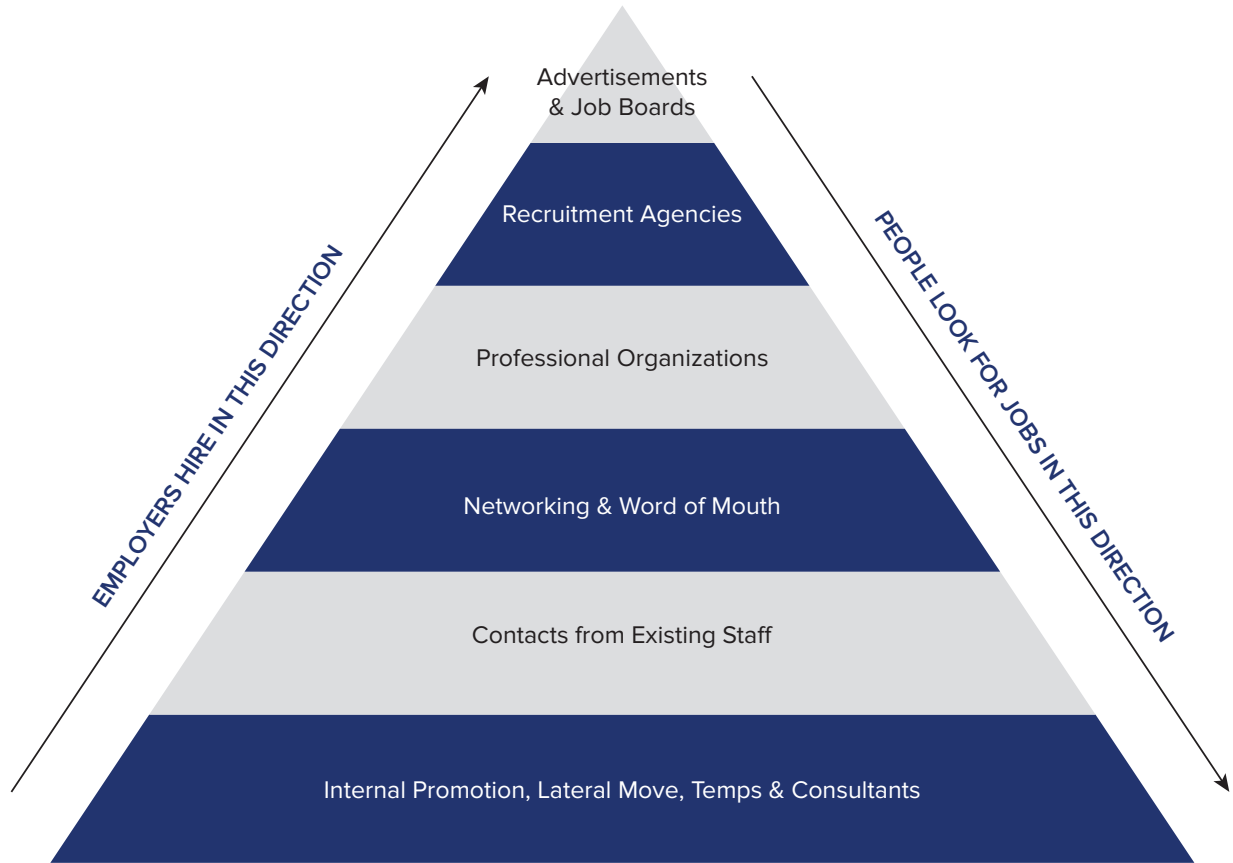 Advertisements
& Job Boards
Recruitment Agencies
Professional Organizations
Networking & Word of Mouth
Contacts from Existing Staff
Internal Promotion, Lateral Move, Temps & Consultants
EMPLOYERS HIRE IN THIS DIRECTION
PEOPLE LOOK FOR JOBS IN THIS DIRECTION